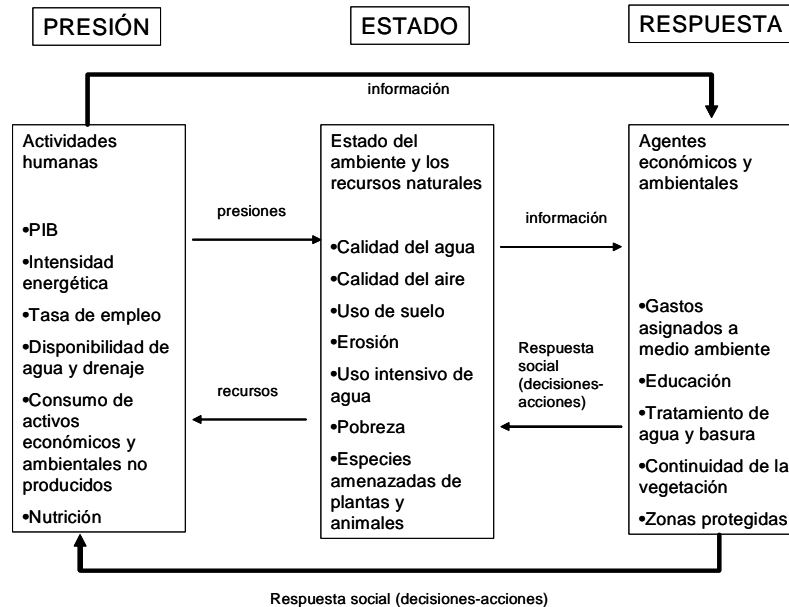 PRESIÓN
ESTADO
RESPUESTA
información
Actividades
humanas
•PIB
•Intensidad
energética
•Tasa de empleo
•Disponibilidad de
agua y drenaje
•Consumo de
activos
económicos y
ambientales no
producidos
•Nutrición
presiones
recursos
Estado del
ambiente y los
recursos naturales
•Calidad del agua
•Calidad del aire
•Uso de suelo
•Erosión
•Uso intensivo de
agua
•Pobreza
•Especies
amenazadas de
plantas y
animales
información
Respuesta
social
(decisiones-
acciones)
Agentes
económicos y
ambientales
•Gastos
asignados a
medio ambiente
•Educación
•Tratamiento de
agua y basura
•Continuidad de la
vegetación
•Zonas protegidas
Respuesta social (decisiones-acciones)